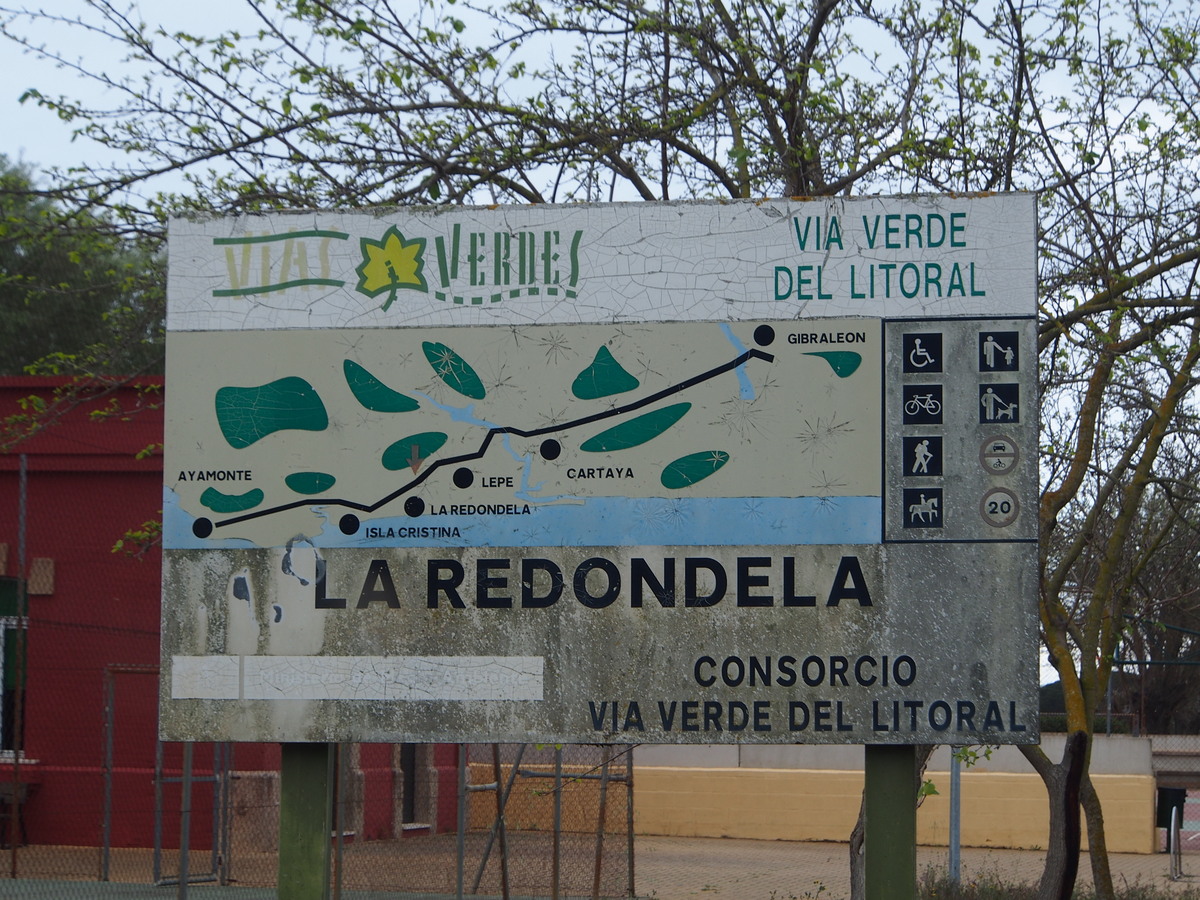 VIAS VERDES
VIA VERDE
DEL LITORAL
GIBRALEON
AYAMONTE
LEPE
CARTAYA
LA REDONDELA
ISLA CRISTINA
20
LA REDONDELA
CONSORCIO
VIA VERDE DEL LITORAL